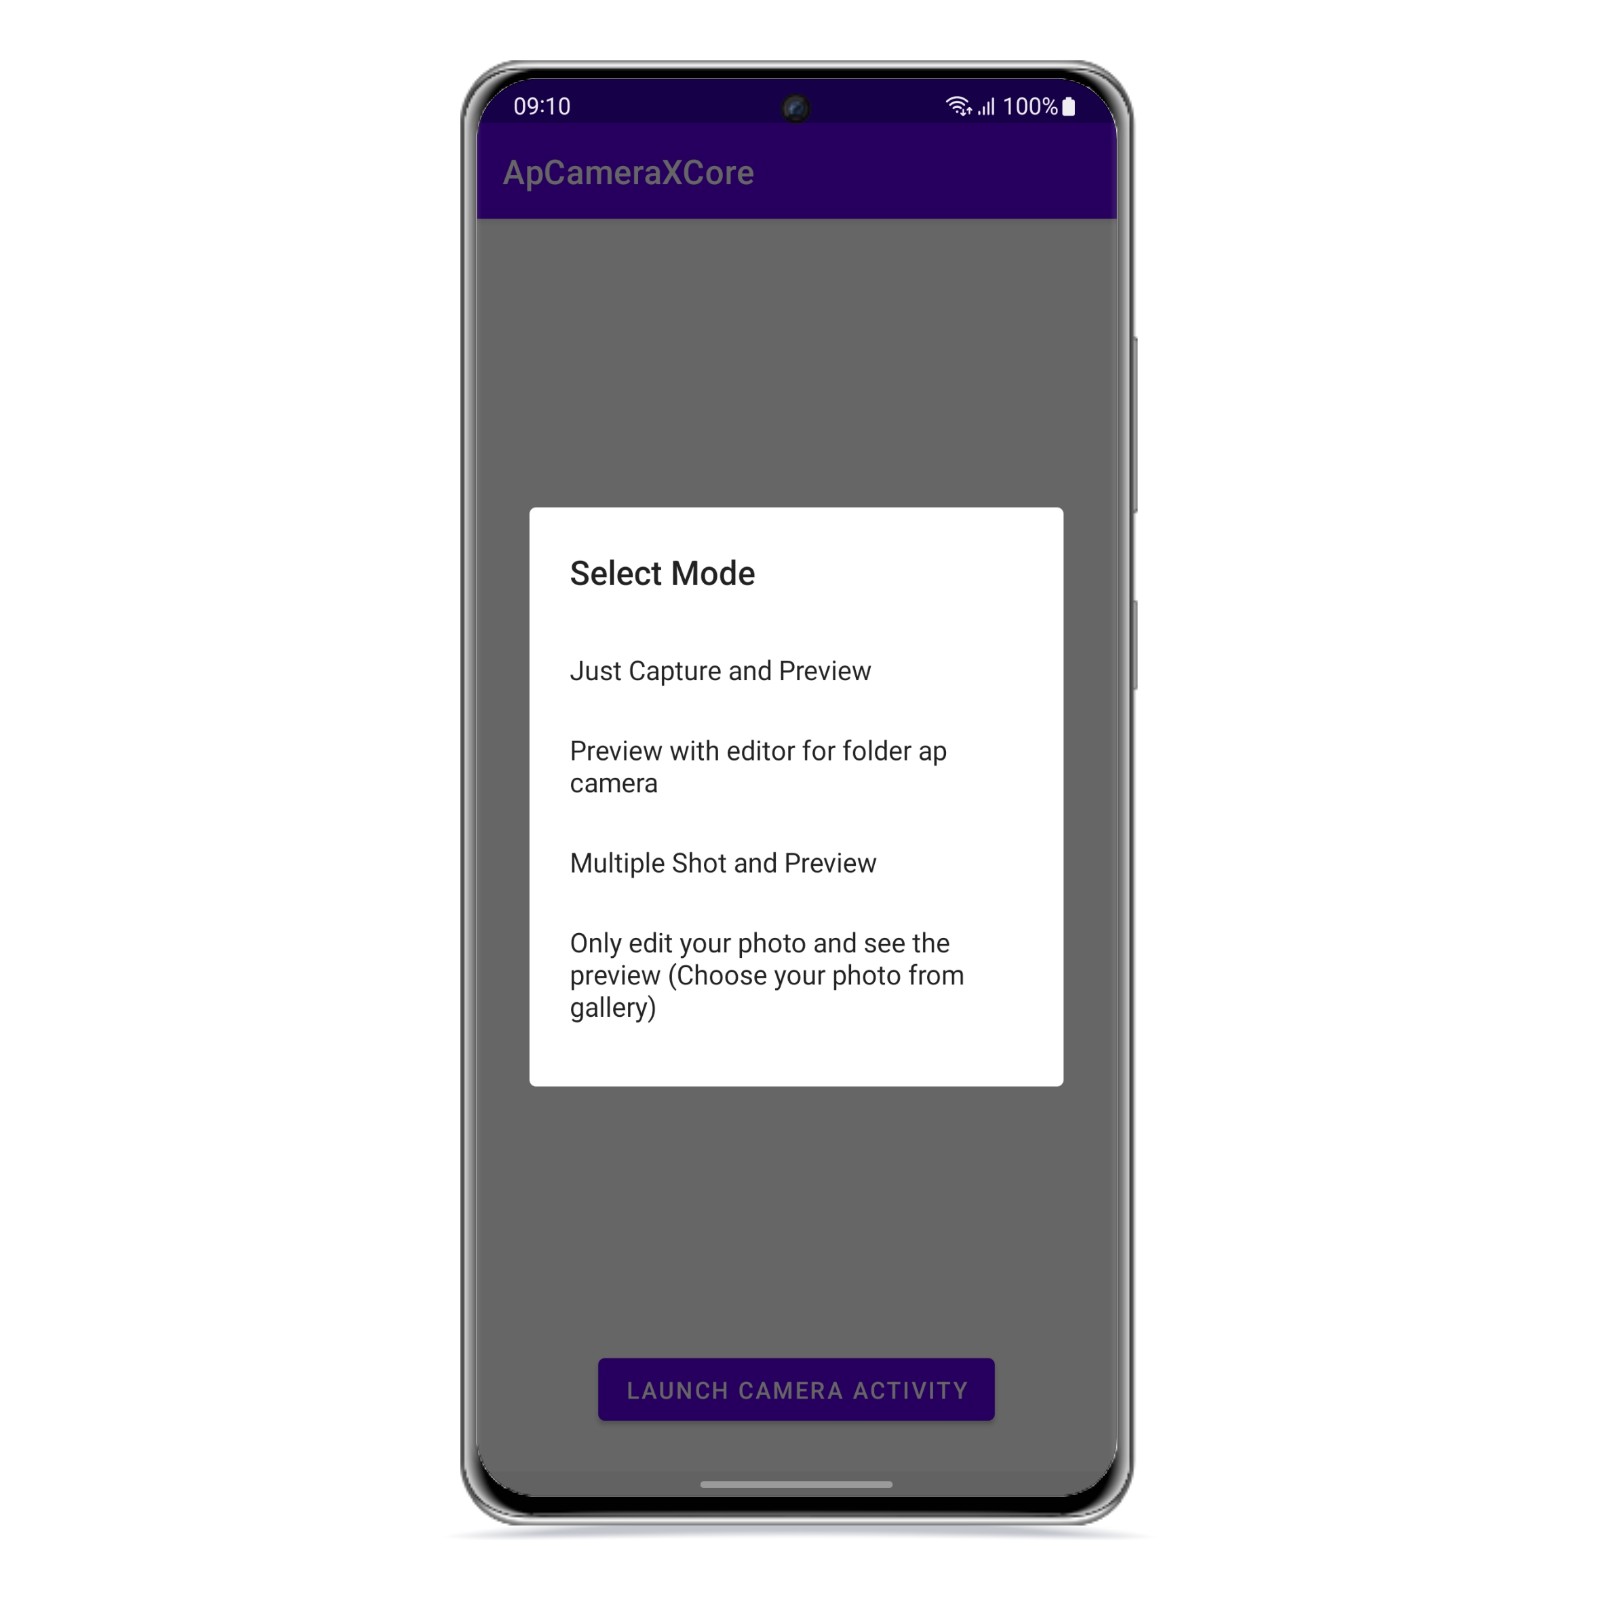 09:10
100%
ApCameraXCore
Select Mode
Just Capture and Preview
Preview with editor for folder ap
camera
Multiple Shot and Preview
Only edit your photo and see the
preview (Choose your photo from
gallery)
LAUNCH CAMERA ACTIVITY